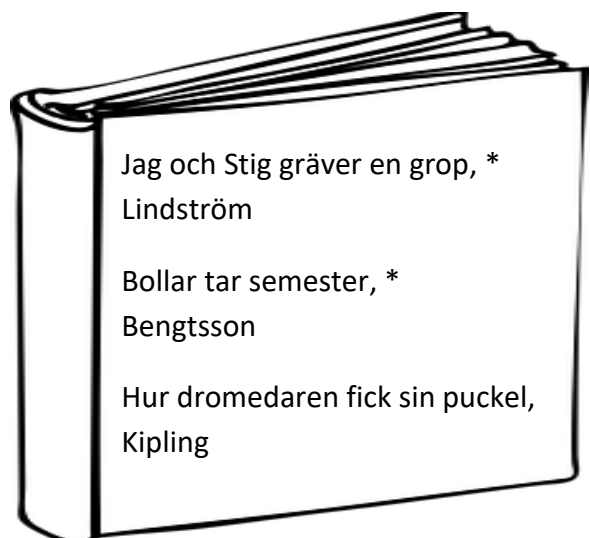 Jag och Stig gräver en grop, *
Lindström
Bollar tar semester, *
Bengtsson
Hur dromedaren fick sin puckel,
Kipling